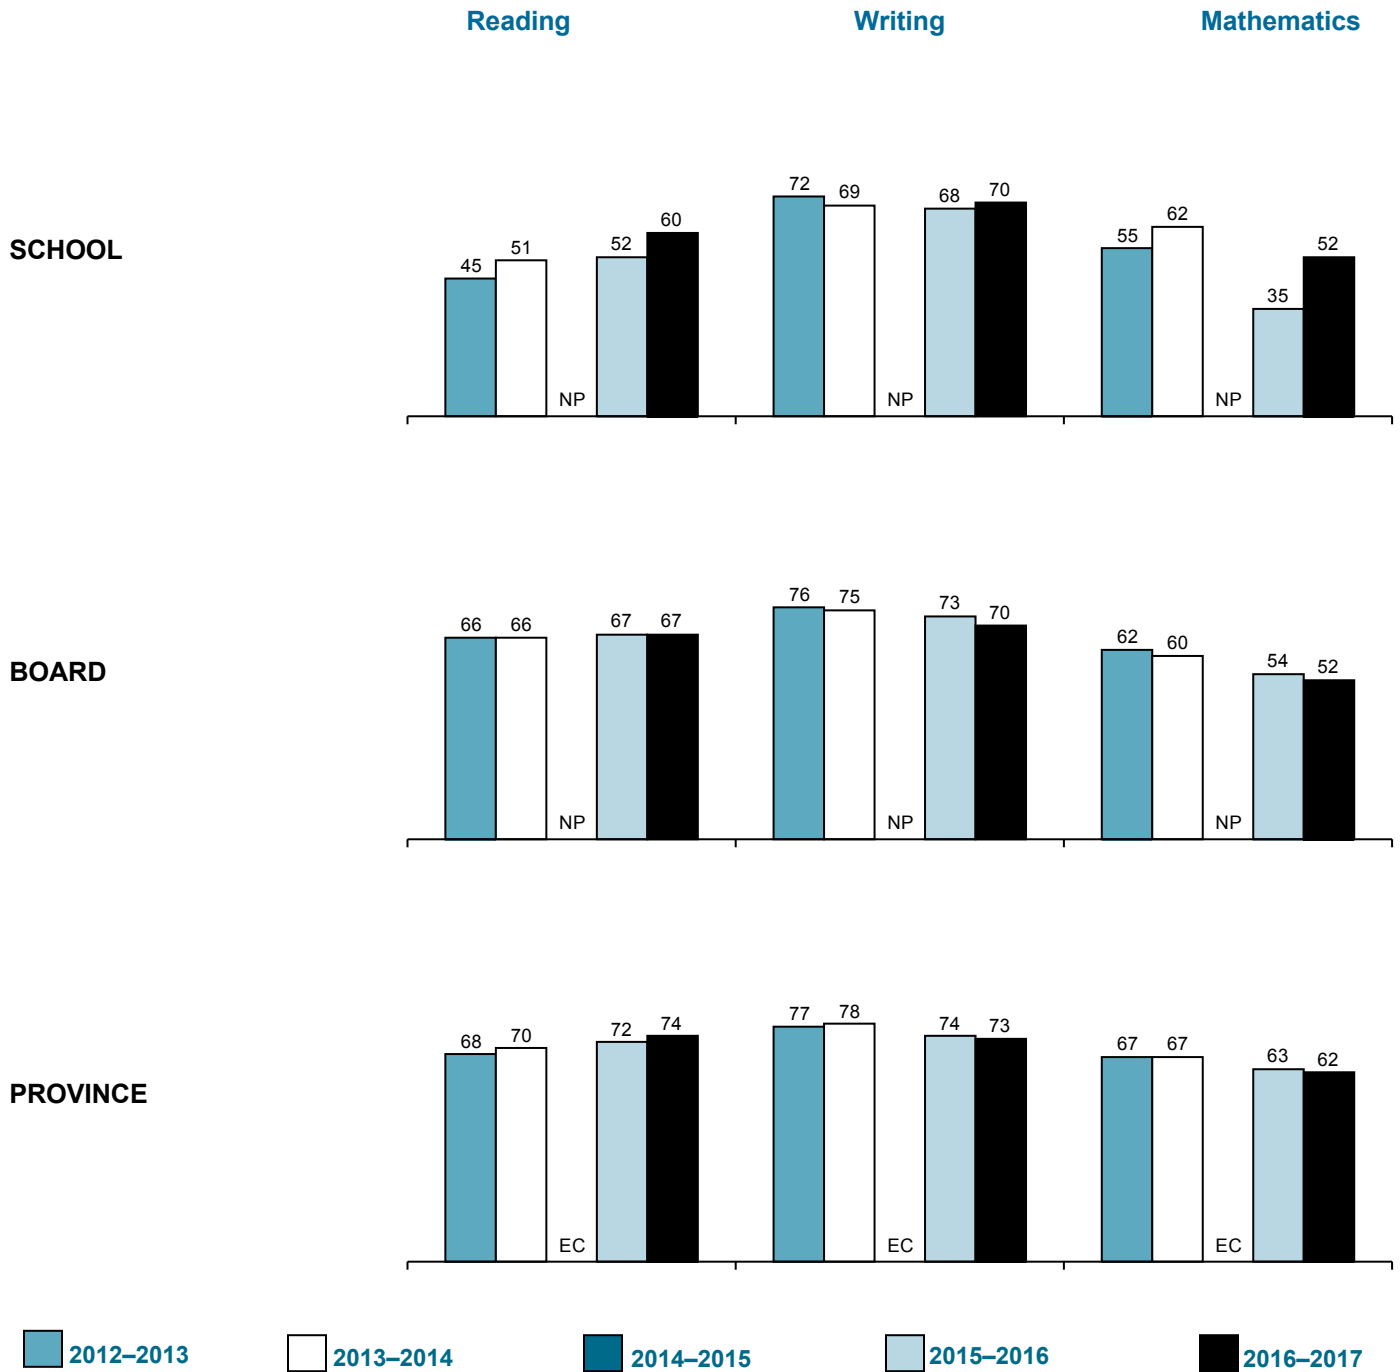 Reading Writing Mathematics
SCHOOL
45 51 NP 52 60 72 69 NP 68 70 55 62 NP 35 52
BOARD
66 66 NP 67 67 76 75 NP 73 70 62 60 NP 54 52
PROVINCE
68 70 EC 72 74 77 78 EC 74 73 67 67 EC 63 62
2012–2013 2013–2014 2014–2015 2015–2016 2016–2017